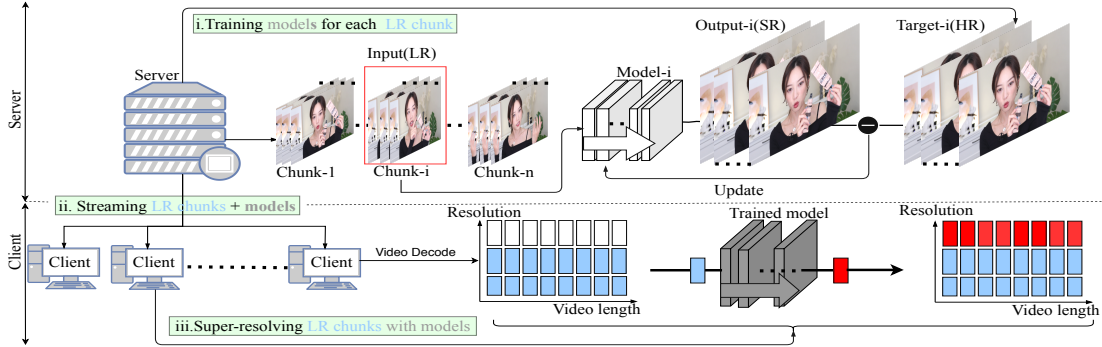 i.Training models for each LR chunk
Output-i(SR)
Target-i(HR)
Input(LR)
Server
Model-i
Server
Chunk-1
Chunk-i
Chunk-n
Update
ii. Streaming LR chunks + models
Client
Resolution
Trained model
Resolution
Client
Client
Client
Video Decode
Video length
Video length
iii.Super-resolving LR chunks with models